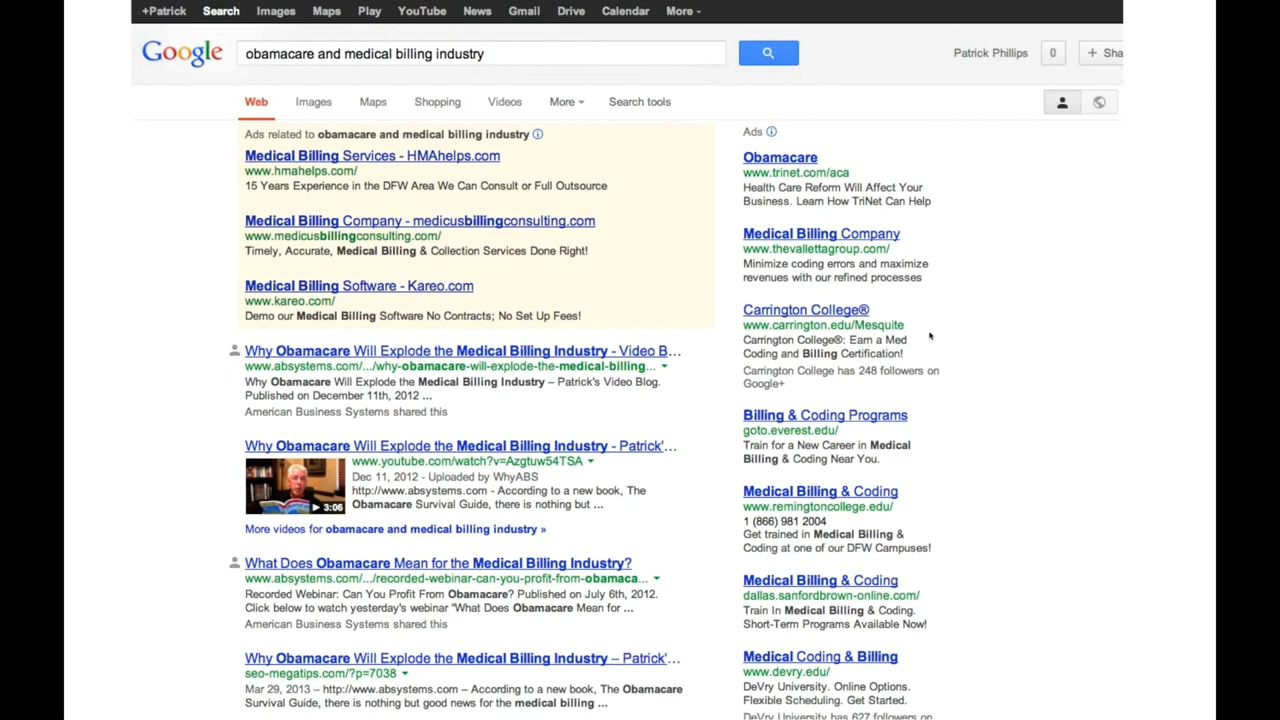 +Patrick Search Images Maps Play YouTube News Gmail Drive Calendar More
Google obamacare and medical billing industry Patrick Phillips 0 + Sha
Web Images Maps Shopping Videos More Search tools
Ads related to obamacare and medical billing industry
Medical Billing Services - HMAhelps.com
www.hmahelps.com/
15 Years Experience in the DFW Area We Can Consult or Full Outsource
Medical Billing Company - medicusbillingconsulting.com
www.medicusbillingconsulting.com/
Timely, Accurate, Medical Billing & Collection Services Done Right!
Medical Billing Software - Kareo.com
www.kareo.com/
Demo our Medical Billing Software No Contracts; No Set Up Fees!
Why Obamacare Will Explode the Medical Billing Industry - Video B...
www.absystems.com/.../why-obamacare-will-explode-the-medical-billing...
Why Obamacare Will Explode the Medical Billing Industry – Patrick's Video Blog.
Published on December 11th, 2012 ...
American Business Systems shared this
Why Obamacare Will Explode the Medical Billing Industry - Patrick'...
www.youtube.com/watch?v=Azgtuw54TSA
Dec 11, 2012 - Uploaded by WhyABS
http://www.absystems.com - According to a new book, The
Obamacare Survival Guide, there is nothing but ...
3:06
More videos for obamacare and medical billing industry »
What Does Obamacare Mean for the Medical Billing Industry?
www.absystems.com/.../recorded-webinar-can-you-profit-from-obamaca...
Recorded Webinar: Can You Profit From Obamacare? Published on July 6th, 2012.
Click below to watch yesterday's webinar "What Does Obamacare Mean for ...
American Business Systems shared this
Why Obamacare Will Explode the Medical Billing Industry – Patrick'...
seo-megatips.com/?p=7038
Mar 29, 2013 – http://www.absystems.com – According to a new book, The Obamacare
Survival Guide, there is nothing but good news for the medical billing ...
Ads
Obamacare
www.trinet.com/aca
Health Care Reform Will Affect Your
Business. Learn How TriNet Can Help
Medical Billing Company
www.thevallettagroup.com/
Minimize coding errors and maximize
revenues with our refined processes
Carrington College®
www.carrington.edu/Mesquite
Carrington College®: Earn a Med
Coding and Billing Certification!
Carrington College has 248 followers on
Google+
Billing & Coding Programs
goto.everest.edu/
Train for a New Career in Medical
Billing & Coding Near You.
Medical Billing & Coding
www.remingtoncollege.edu/
1 (866) 981 2004
Get trained in Medical Billing &
Coding at one of our DFW Campuses!
Medical Billing & Coding
dallas.sanfordbrown-online.com/
Train In Medical Billing & Coding.
Short-Term Programs Available Now!
Medical Coding & Billing
www.devry.edu/
DeVry University. Online Options.
Flexible Scheduling. Get Started.
DeVry University has 627 followers on